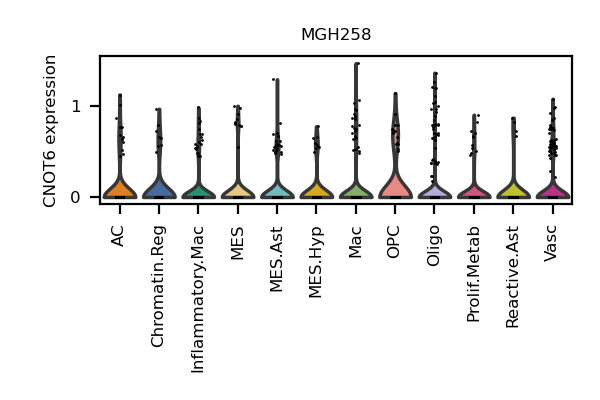 MGH258
CNOT6 expression
1
0
AC
Chromatin.Reg
Inflammatory.Mac
MES
MES.Ast
MES.Hyp
Mac
OPC
Oligo
Prolif.Metab
Reactive.Ast
Vasc